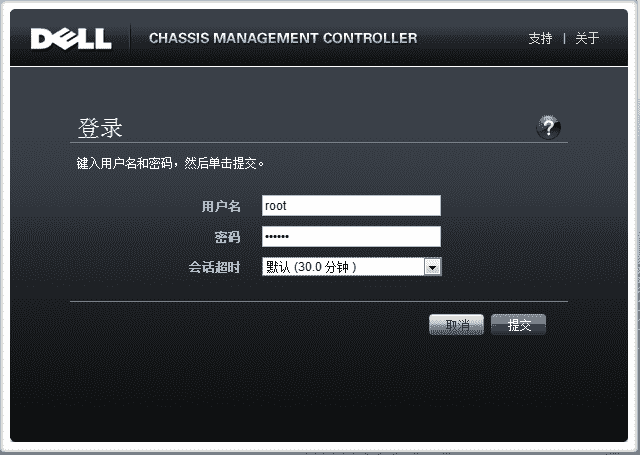 DELL CHASSIS MANAGEMENT CONTROLLER 支持 | 关于
登录 ?
键入用户名和密码，然后单击提交。
用户名 root
密码 ••••••
会话超时 默认 (30.0 分钟 )
取消 提交